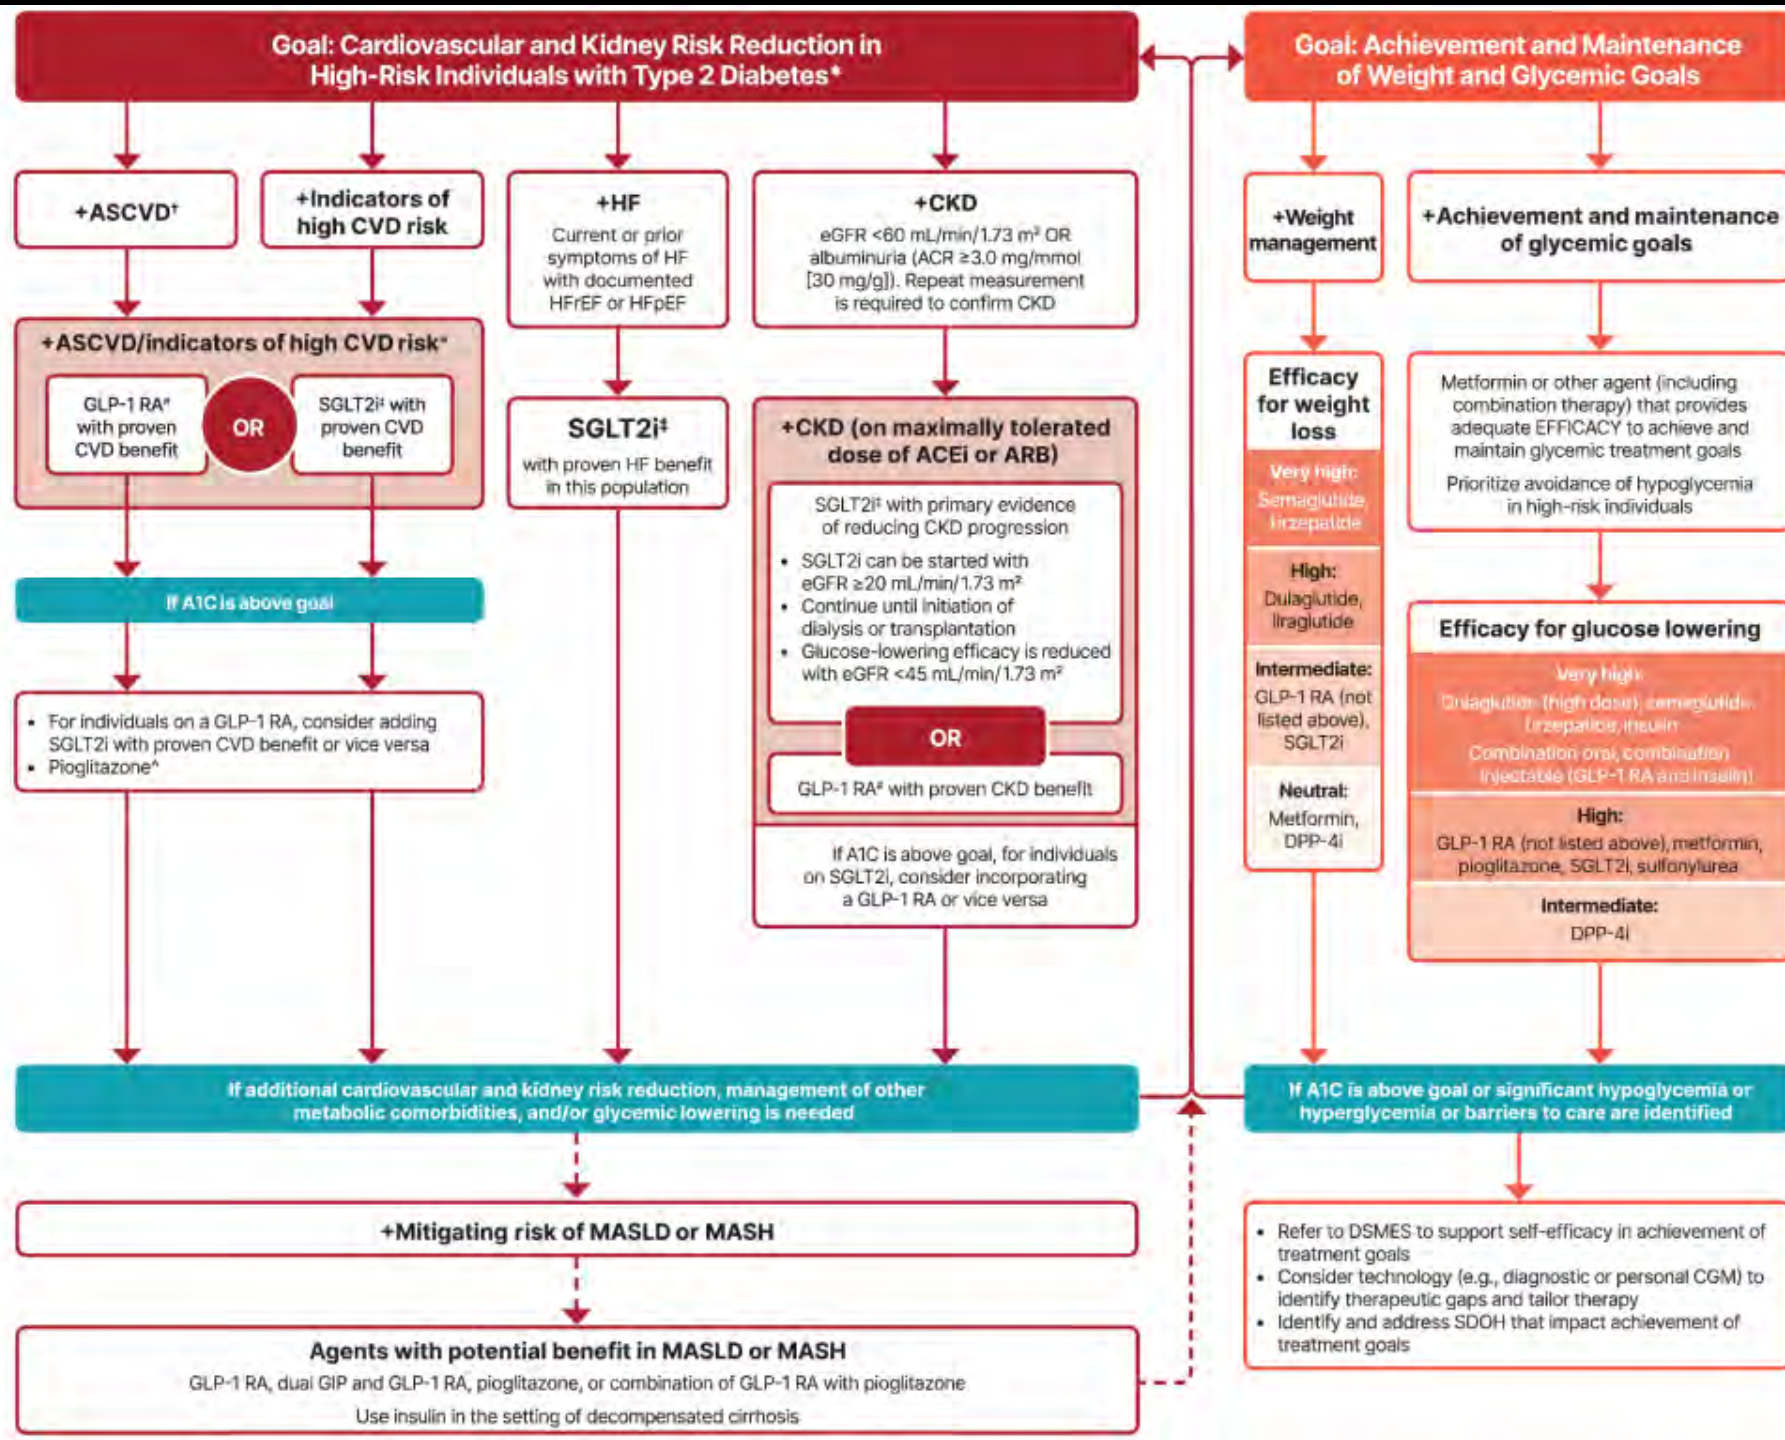 Goal: Cardiovascular and Kidney Risk Reduction in
High-Risk Individuals with Type 2 Diabetes*
+ASCVD†
+Indicators of
high CVD risk
+HF
Current or prior
symptoms of HF
with documented
HFrEF or HFpEF
+CKD
eGFR <60 mL/min/1.73 m² OR
albuminuria (ACR ≥3.0 mg/mmol
[30 mg/g]). Repeat measurement
is required to confirm CKD
+ASCVD/indicators of high CVD risk*
GLP-1 RA#
with proven
CVD benefit
OR
SGLT2i‡ with
proven CVD
benefit
SGLT2i‡
with proven HF benefit
in this population
+CKD (on maximally tolerated
dose of ACEi or ARB)
SGLT2i‡ with primary evidence
of reducing CKD progression
• SGLT2i can be started with
eGFR ≥20 mL/min/1.73 m²
• Continue until initiation of
dialysis or transplantation
• Glucose-lowering efficacy is reduced
with eGFR <45 mL/min/1.73 m²
OR
GLP-1 RA# with proven CKD benefit
If A1C is above goal, for individuals
on SGLT2i, consider incorporating
a GLP-1 RA or vice versa
If A1C is above goal
• For individuals on a GLP-1 RA, consider adding
SGLT2i with proven CVD benefit or vice versa
• Pioglitazone^
If additional cardiovascular and kidney risk reduction, management of other
metabolic comorbidities, and/or glycemic lowering is needed
+Mitigating risk of MASLD or MASH
Agents with potential benefit in MASLD or MASH
GLP-1 RA, dual GIP and GLP-1 RA, pioglitazone, or combination of GLP-1 RA with pioglitazone
Use insulin in the setting of decompensated cirrhosis
Goal: Achievement and Maintenance
of Weight and Glycemic Goals
+Weight
management
Efficacy
for weight
loss
Very high:
Semaglutide,
tirzepatide
High:
Dulaglutide,
liraglutide
Intermediate:
GLP-1 RA (not
listed above),
SGLT2i
Neutral:
Metformin,
DPP-4i
+Achievement and maintenance
of glycemic goals
Metformin or other agent (including
combination therapy) that provides
adequate EFFICACY to achieve and
maintain glycemic treatment goals
Prioritize avoidance of hypoglycemia
in high-risk individuals
Efficacy for glucose lowering
Very high:
Dulaglutide (high dose), semaglutide,
tirzepatide, insulin
Combination oral, combination
injectable (GLP-1 RA and insulin)
High:
GLP-1 RA (not listed above), metformin,
pioglitazone, SGLT2i, sulfonylurea
Intermediate:
DPP-4i
If A1C is above goal or significant hypoglycemia or
hyperglycemia or barriers to care are identified
• Refer to DSMES to support self-efficacy in achievement of
treatment goals
• Consider technology (e.g., diagnostic or personal CGM) to
identify therapeutic gaps and tailor therapy
• Identify and address SDOH that impact achievement of
treatment goals